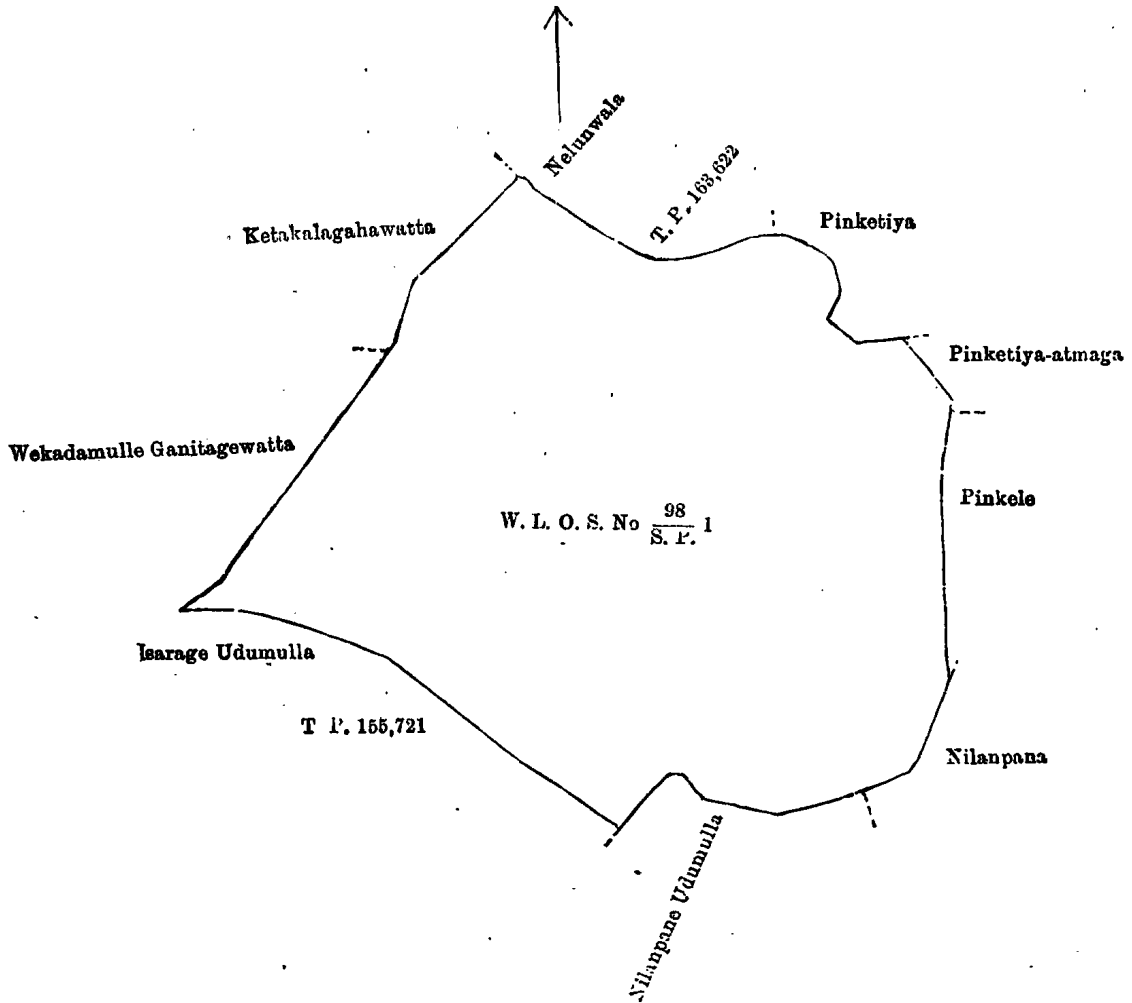 Nelunwala
T. P. 163,622
Ketakalagahawatta
Pinketiya
Pinketiya-atmaga
Wekadamulle Ganitagewatta
Pinkele
W. L. O. S. No 98/S. P. 1
Isarage Udumulla
T P. 155,721
Nilanpana
Nilanpane Udumulla